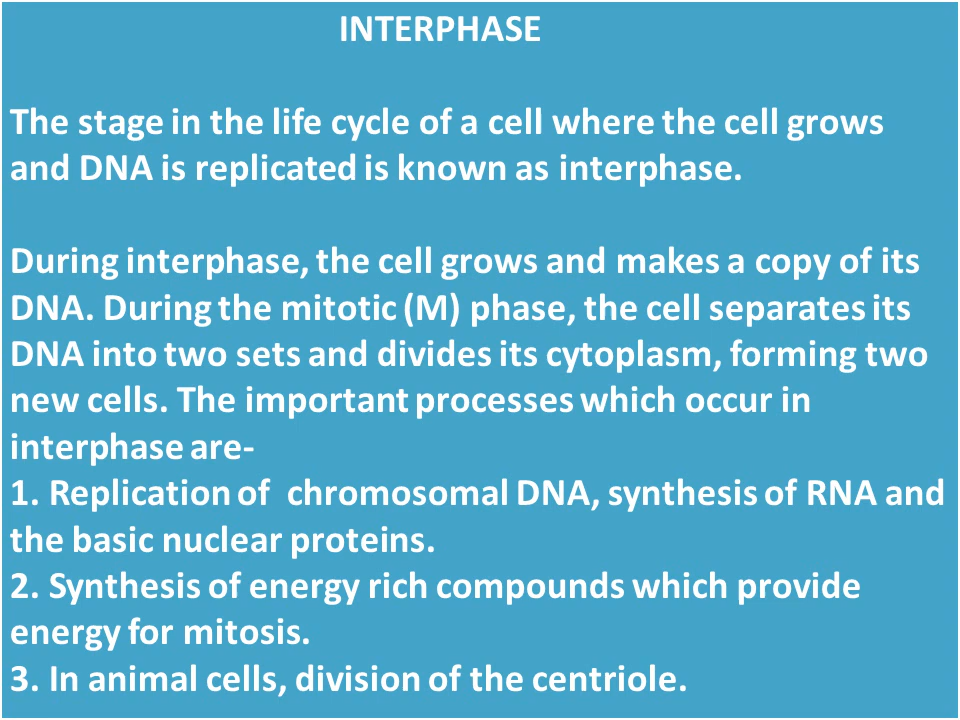 INTERPHASE
The stage in the life cycle of a cell where the cell grows
and DNA is replicated is known as interphase.
During interphase, the cell grows and makes a copy of its
DNA. During the mitotic (M) phase, the cell separates its
DNA into two sets and divides its cytoplasm, forming two
new cells. The important processes which occur in
interphase are-
1. Replication of  chromosomal DNA, synthesis of RNA and
the basic nuclear proteins.
2. Synthesis of energy rich compounds which provide
energy for mitosis.
3. In animal cells, division of the centriole.